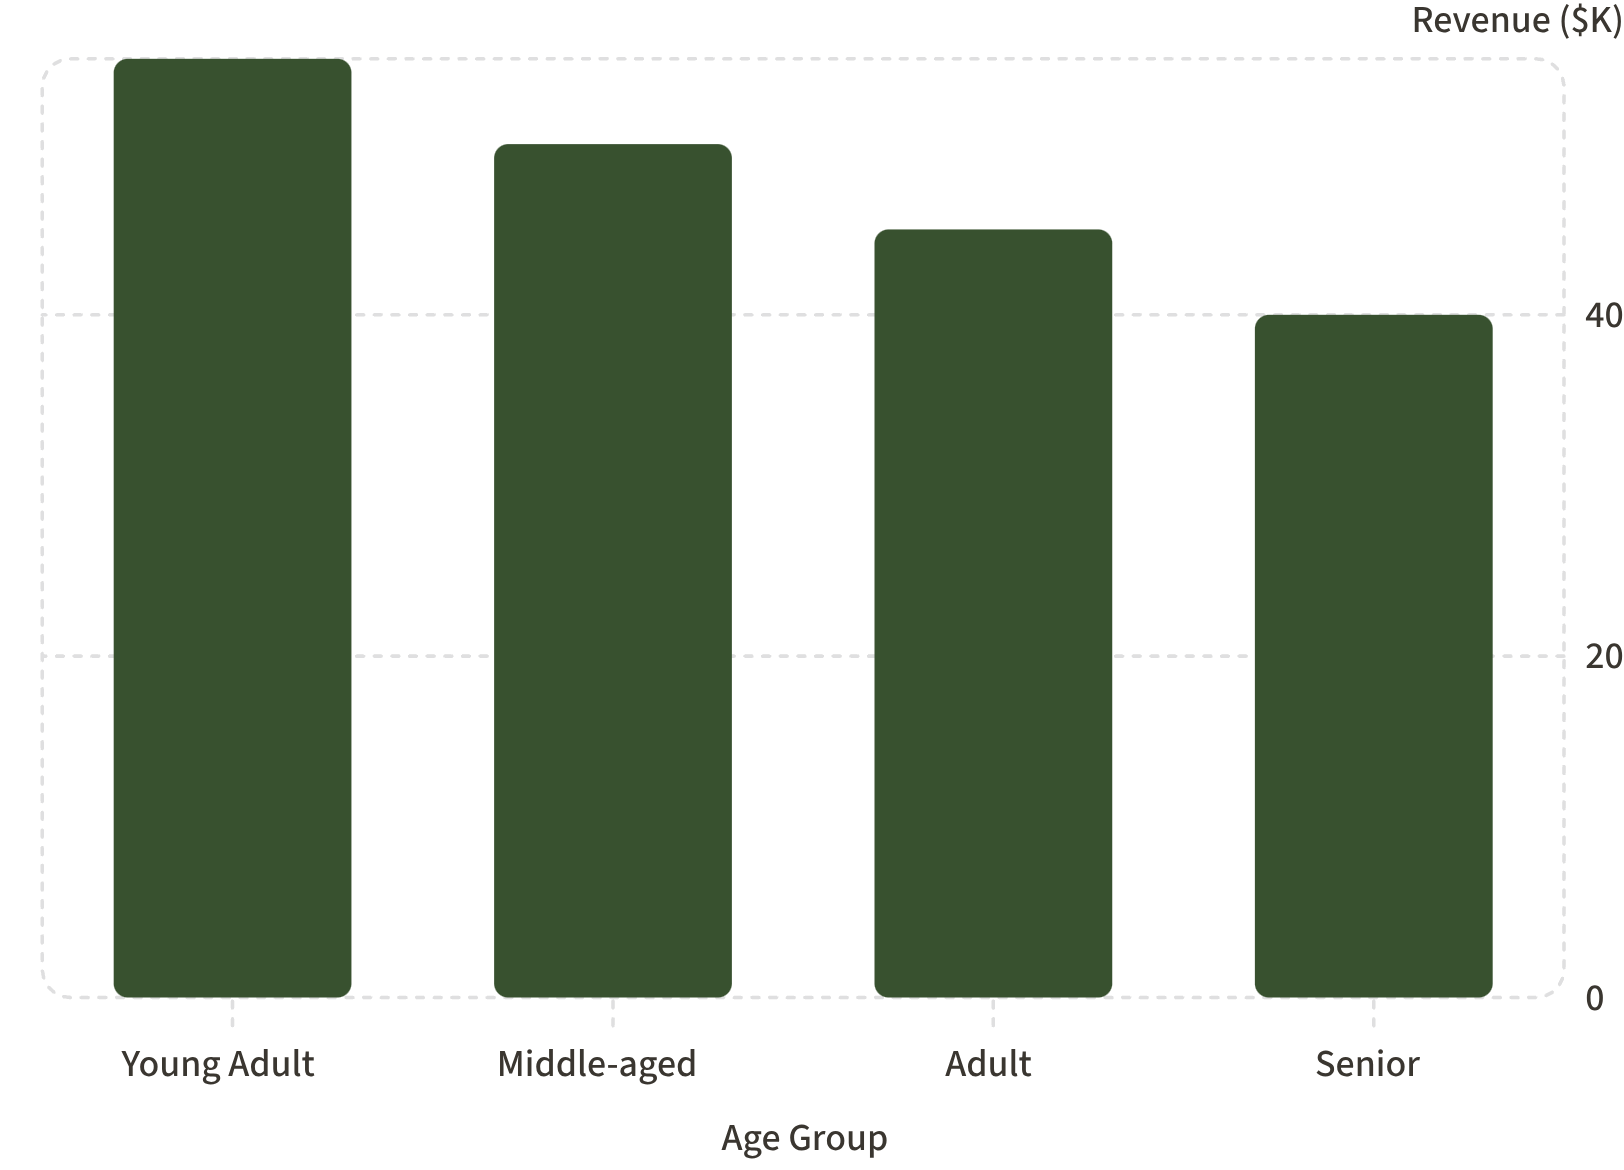 Revenue ($K)
40
20
0
Young Adult Middle-aged Adult Senior
Age Group